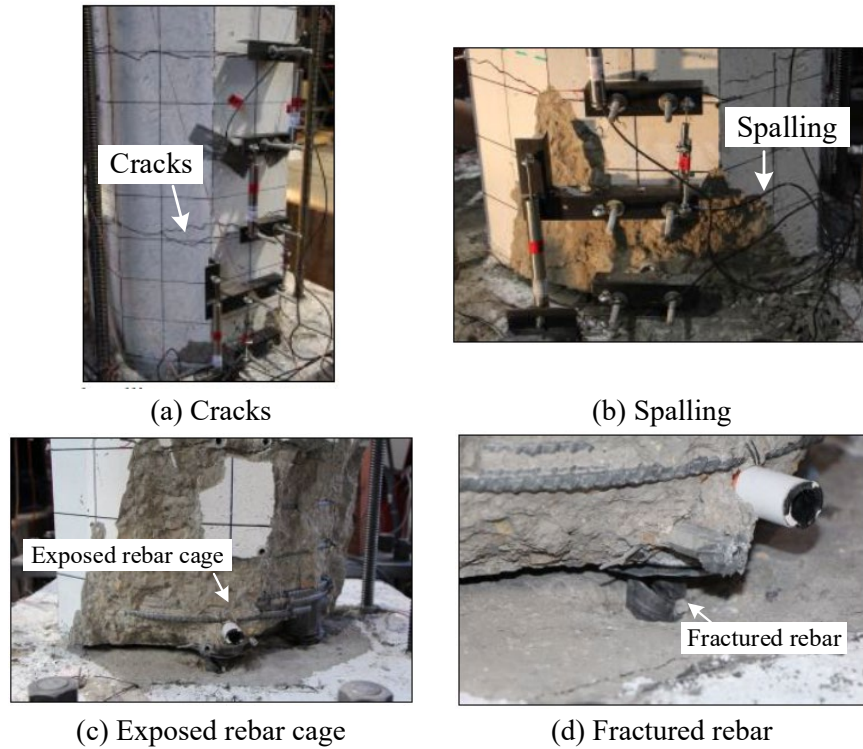 Cracks
Spalling
(a) Cracks
(b) Spalling
Exposed rebar cage
Fractured rebar
(c) Exposed rebar cage
(d) Fractured rebar